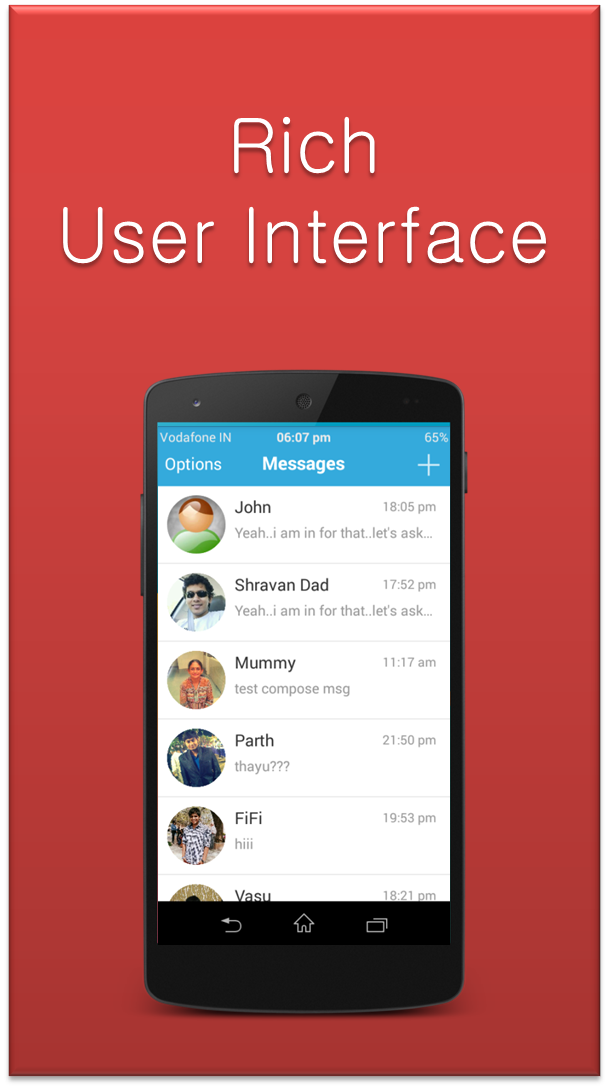 Rich
User Interface
Vodafone IN 06:07 pm 65%
Options Messages
John 18:05 pm
Yeah..i am in for that..let's ask...
Shravan Dad 17:52 pm
Yeah..i am in for that..let's ask...
Mummy 11:17 am
test compose msg
Parth 21:50 pm
thayu???
FiFi 19:53 pm
hiii
Vasu 18:21 pm